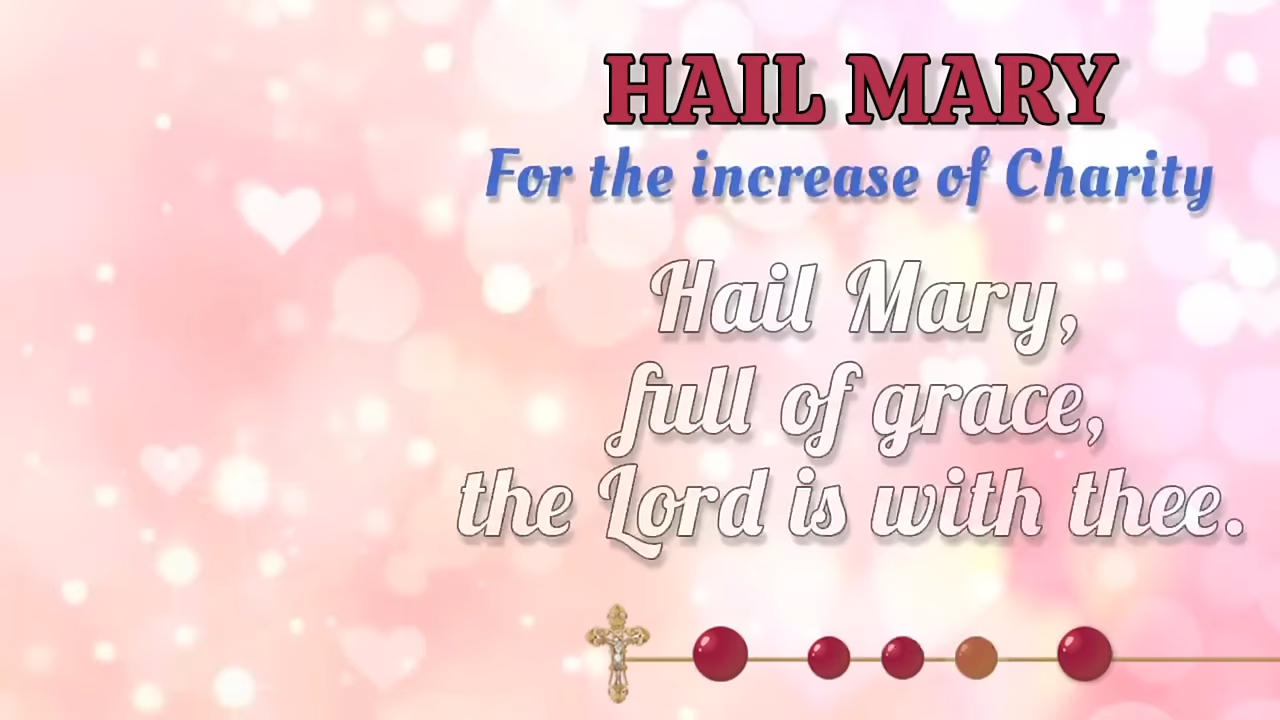 HAIL MARY
For the increase of Charity
Hail Mary,
full of grace,
the Lord is with thee.